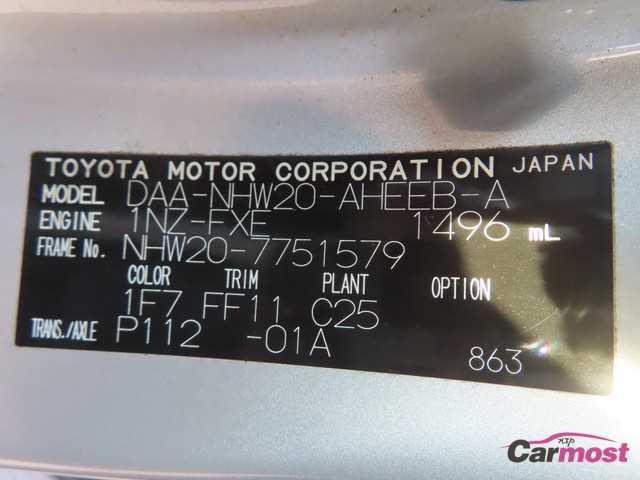 TOYOTA MOTOR CORPORATION JAPAN
MODEL DAA-NHW20-AHEEB-A
ENGINE 1NZ-FXE 1496 mL
FRAME No. NHW20-7751579
COLOR TRIM PLANT OPTION
1F7 FF11 C25
TRANS./AXLE P112 -01A
863
Carmost